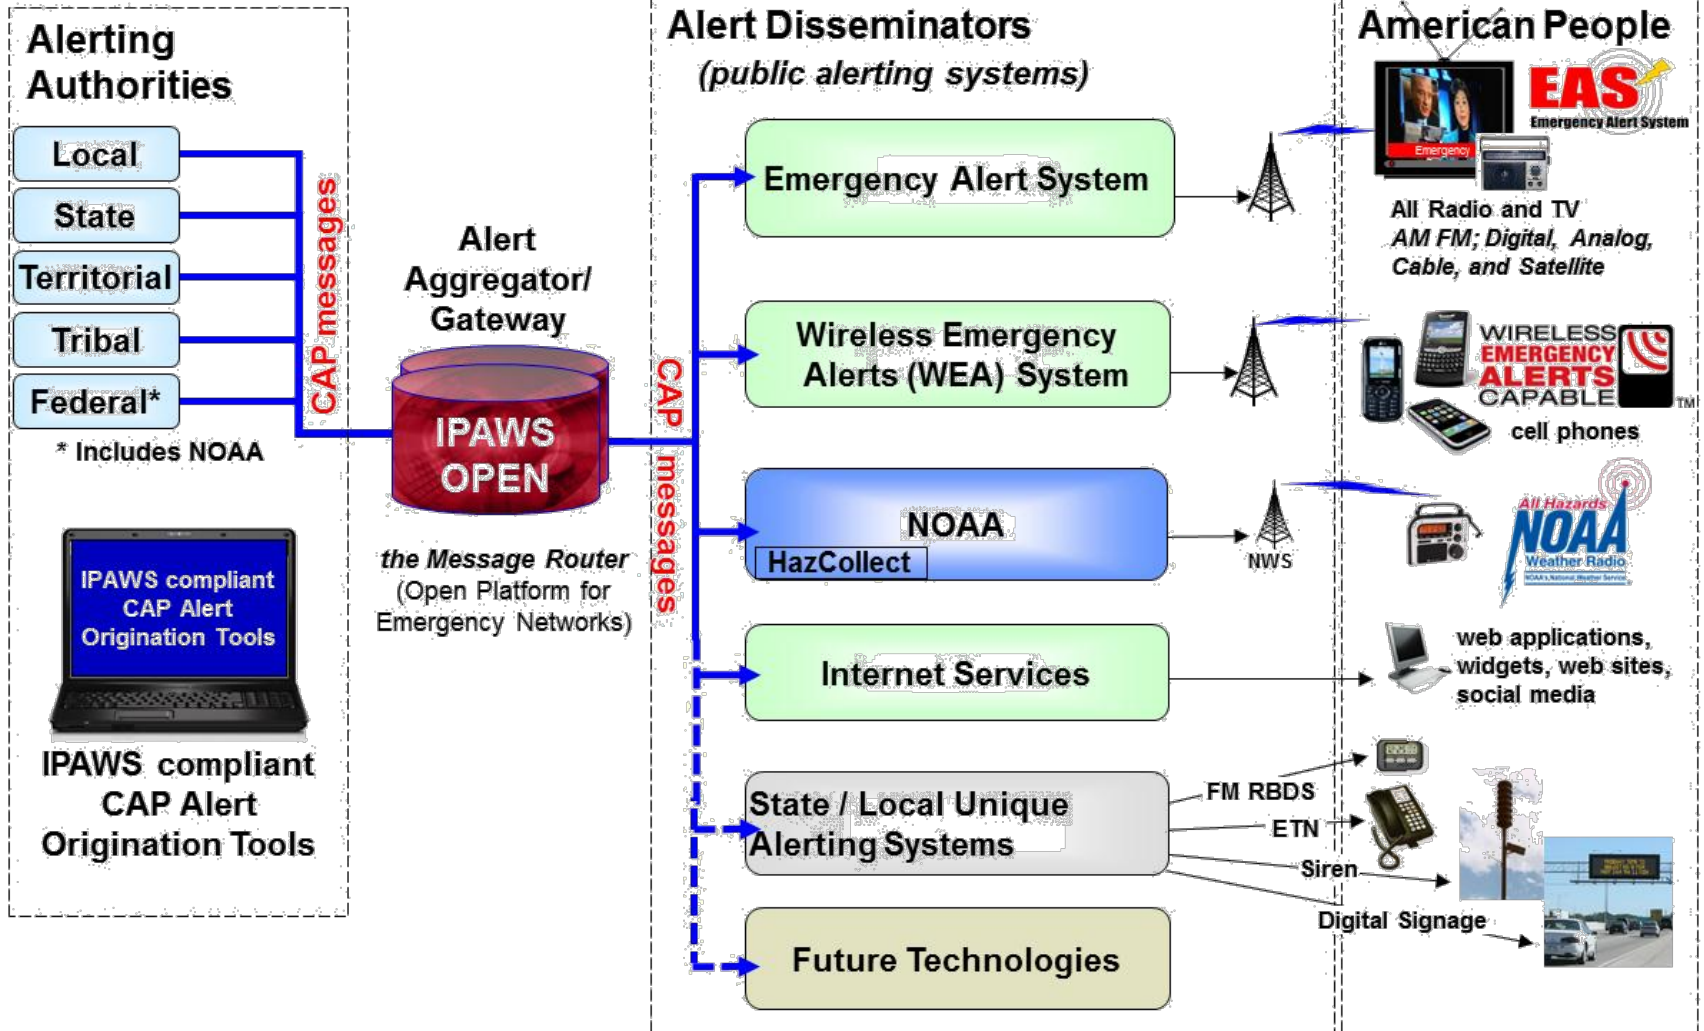 Alerting
Authorities
Local
State
Territorial
Tribal
Federal*
* Includes NOAA
CAP messages
IPAWS compliant
CAP Alert
Origination Tools
IPAWS compliant
CAP Alert
Origination Tools
Alert
Aggregator/
Gateway
IPAWS
OPEN
the Message Router
(Open Platform for
Emergency Networks)
CAP messages
Alert Disseminators
(public alerting systems)
Emergency Alert System
Wireless Emergency
Alerts (WEA) System
NOAA
HazCollect
NWS
Internet Services
State / Local Unique
Alerting Systems
FM RBDS
ETN
Siren
Digital Signage
Future Technologies
American People
Emergency
EAS
Emergency Alert System
All Radio and TV
AM FM; Digital, Analog,
Cable, and Satellite
WIRELESS
EMERGENCY
ALERTS
CAPABLE
TM
cell phones
All Hazards
NOAA
Weather Radio
NOAA's National Weather Service
web applications,
widgets, web sites,
social media